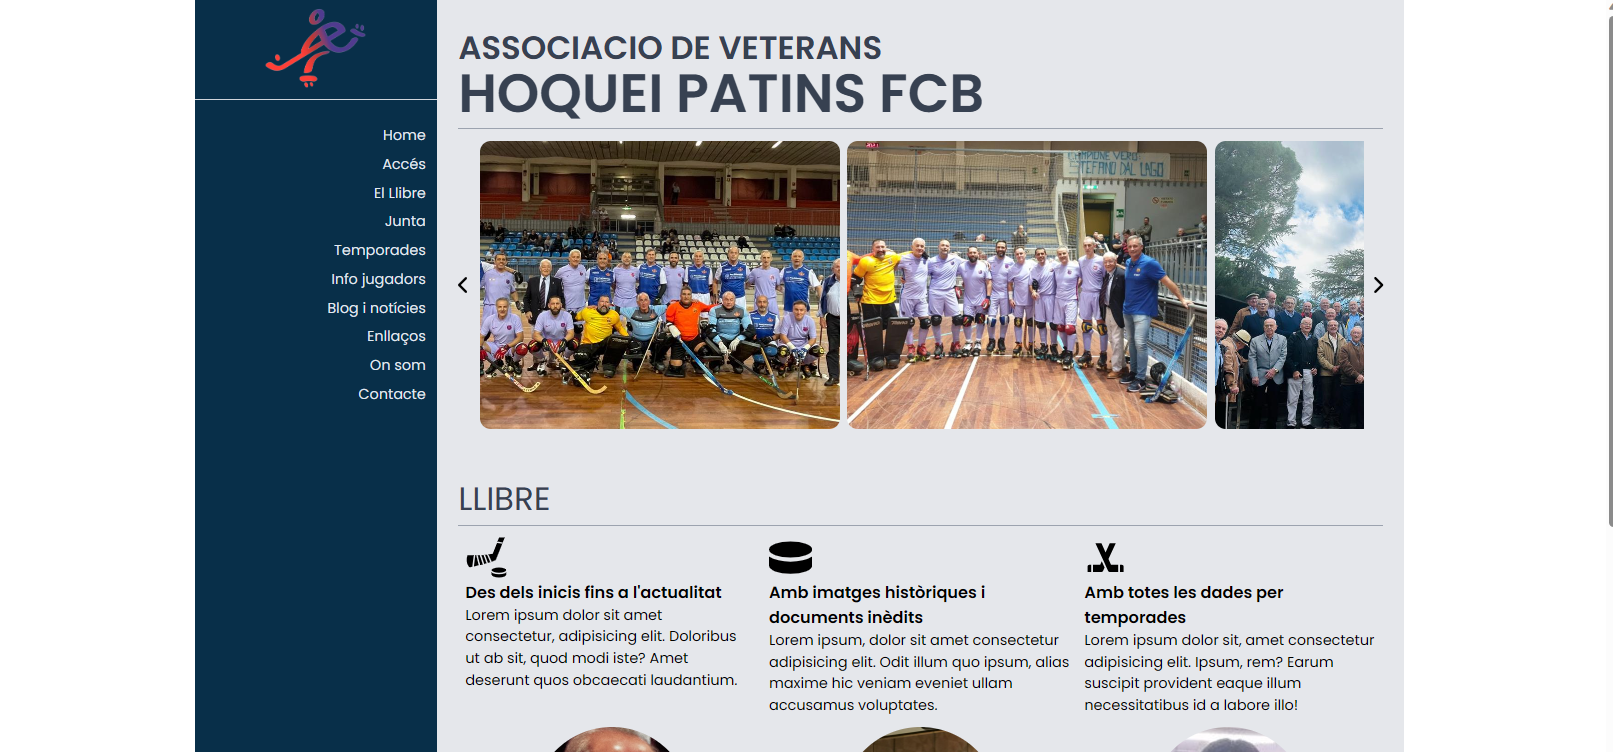 Home
Accés
El Llibre
Junta
Temporades
Info jugadors
Blog i notícies
Enllaços
On som
Contacte
ASSOCIACIO DE VETERANS
HOQUEI PATINS FCB
CAMPIONE VERO
STEFANO DAL LAGO
LLIBRE
Des dels inicis fins a l'actualitat
Lorem ipsum dolor sit amet
consectetur, adipisicing elit. Doloribus
ut ab sit, quod modi iste? Amet
deserunt quos obcaecati laudantium.
Amb imatges històriques i
documents inèdits
Lorem ipsum, dolor sit amet consectetur
adipisicing elit. Odit illum quo ipsum, alias
maxime hic veniam eveniet ullam
accusamus voluptates.
Amb totes les dades per
temporades
Lorem ipsum dolor sit, amet consectetur
adipisicing elit. Ipsum, rem? Earum
suscipit provident eaque illum
necessitatibus id a labore illo!